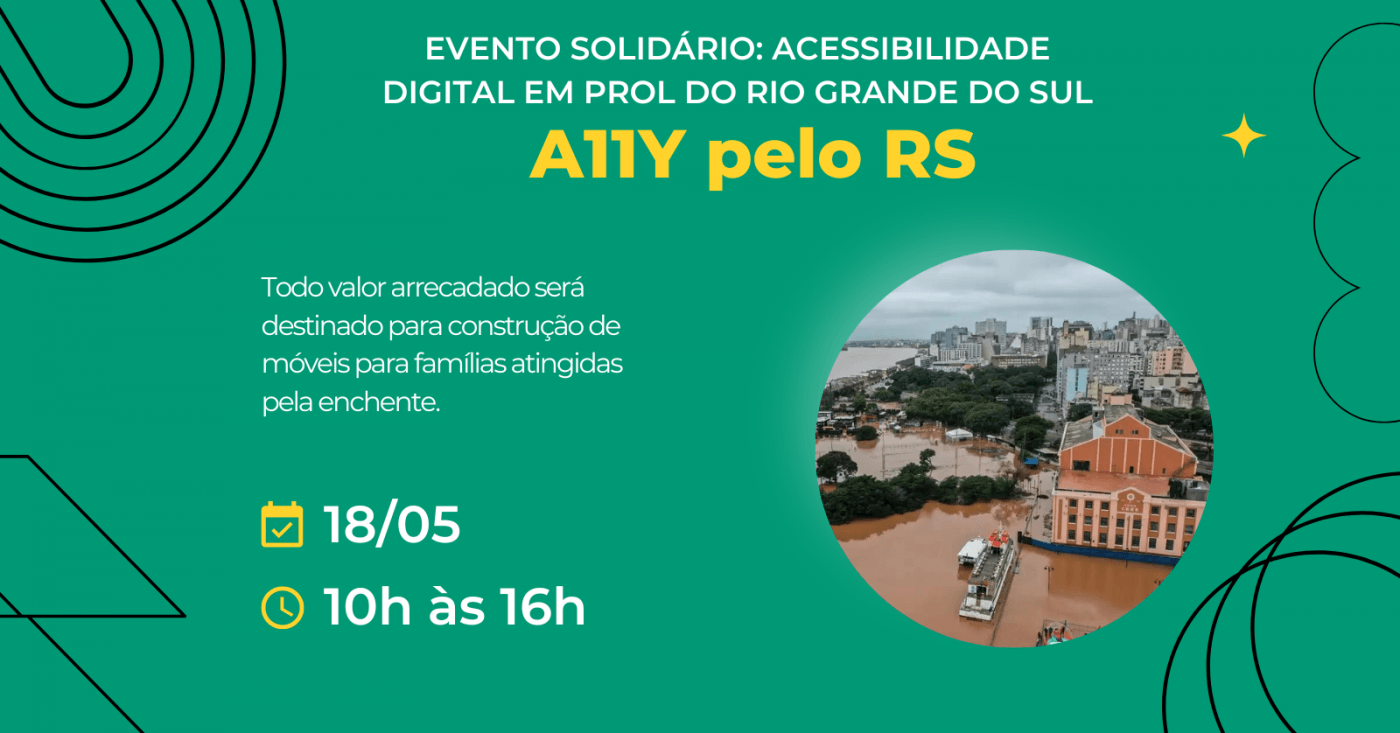 EVENTO SOLIDÁRIO: ACESSIBILIDADE
DIGITAL EM PROL DO RIO GRANDE DO SUL
A11Y pelo RS
Todo valor arrecadado será
destinado para construção de
móveis para famílias atingidas
pela enchente.
18/05
10h às 16h